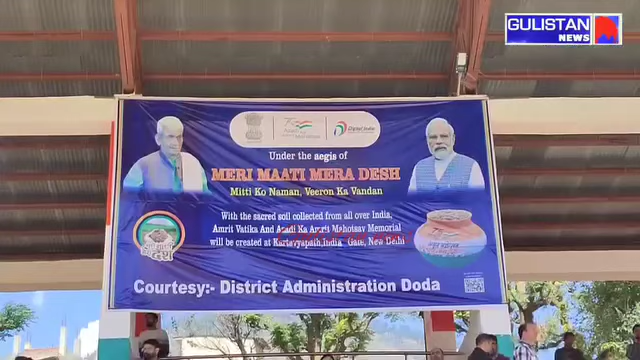 GULISTAN
NEWS
Digital India
Under the aegis of
MERI MAATI MERA DESH
Mitti Ko Naman, Veeron Ka Vandan
With the sacred soil collected from all over India,
Amrit Vatika And Azadi Ka Amrit Mahotsav Memorial
will be created at Kartavyapath, India Gate, New Delhi
मेरी माटी
मेरा देश
Courtesy:- District Administration Doda